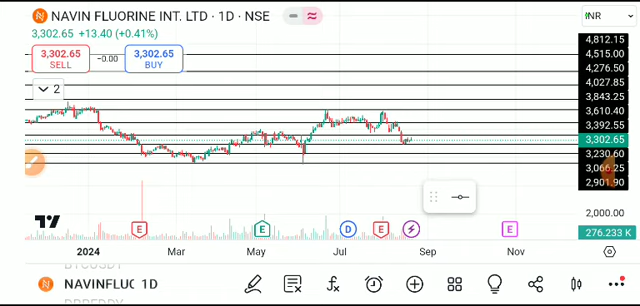 NAVIN FLUORINE INT. LTD · 1D · NSE
INR
3,302.65 +13.40 (+0.41%)
3,302.65
SELL
−0.00
3,302.65
BUY
2
4,812.15
4,515.00
4,276.50
4,027.85
3,843.25
3,610.40
3,392.55
3,302.65
3,230.60
3,066.25
2,901.90
2,000.00
276.233 K
E
E
D
E
E
2024
Mar
May
Jul
Sep
Nov
NAVINFLUO 1D